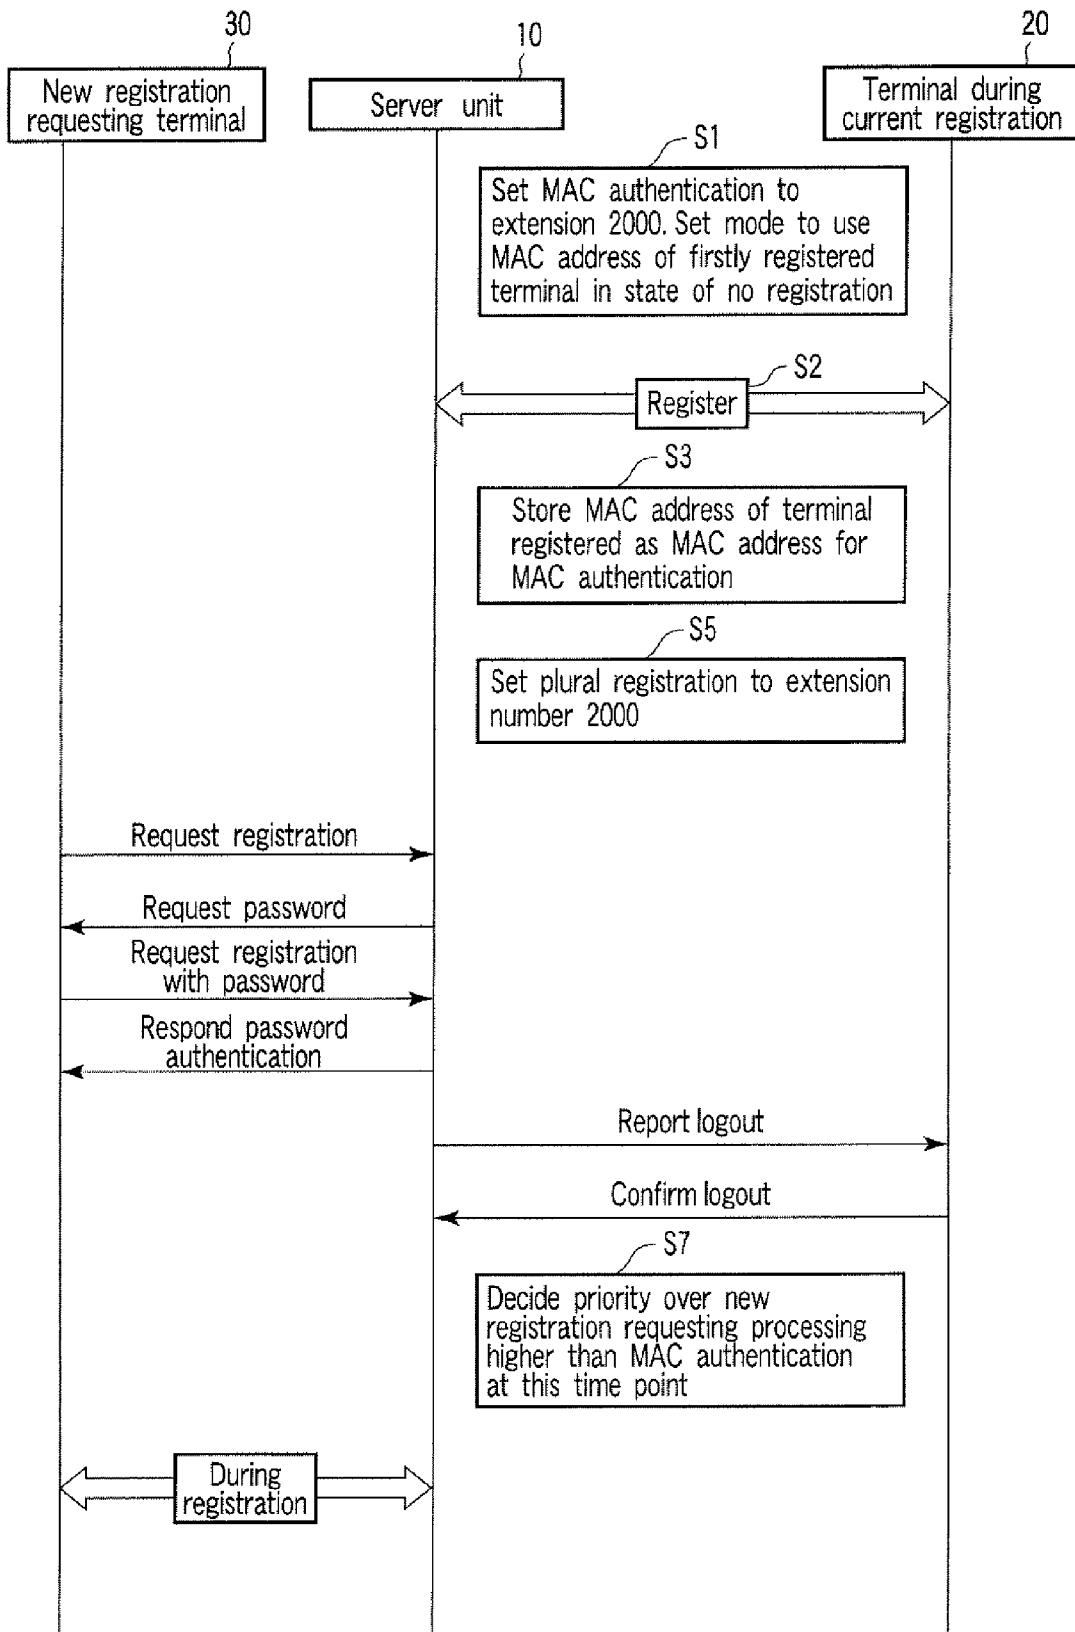 30
10
20
New registration
requesting terminal
Server unit
Terminal during
current registration
S1
Set MAC authentication to
extension 2000. Set mode to use
MAC address of firstly registered
terminal in state of no registration
S2
Register
S3
Store MAC address of terminal
registered as MAC address for
MAC authentication
S5
Set plural registration to extension
number 2000
Request registration
Request password
Request registration
with password
Respond password
authentication
Report logout
Confirm logout
S7
Decide priority over new
registration requesting processing
higher than MAC authentication
at this time point
During
registration